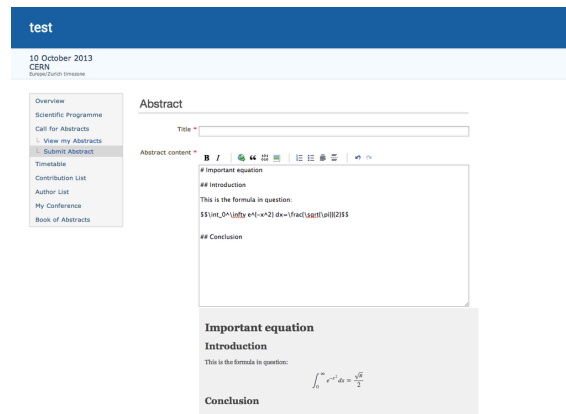 test
10 October 2013
CERN
Europe/Zurich timezone
Overview
Scientific Programme
Call for Abstracts
View my Abstracts
Submit Abstract
Timetable
Contribution List
Author List
My Conference
Book of Abstracts
Abstract
Title *
Abstract content *
B I
# Important equation
## Introduction
This is the formula in question:
$$\int_0^\infty e^{-x^2} dx=\frac{\sqrt{\pi}}{2}$$
## Conclusion
Important equation
Introduction
This is the formula in question:
∫₀^∞ e^{-x²} dx = √π / 2
Conclusion